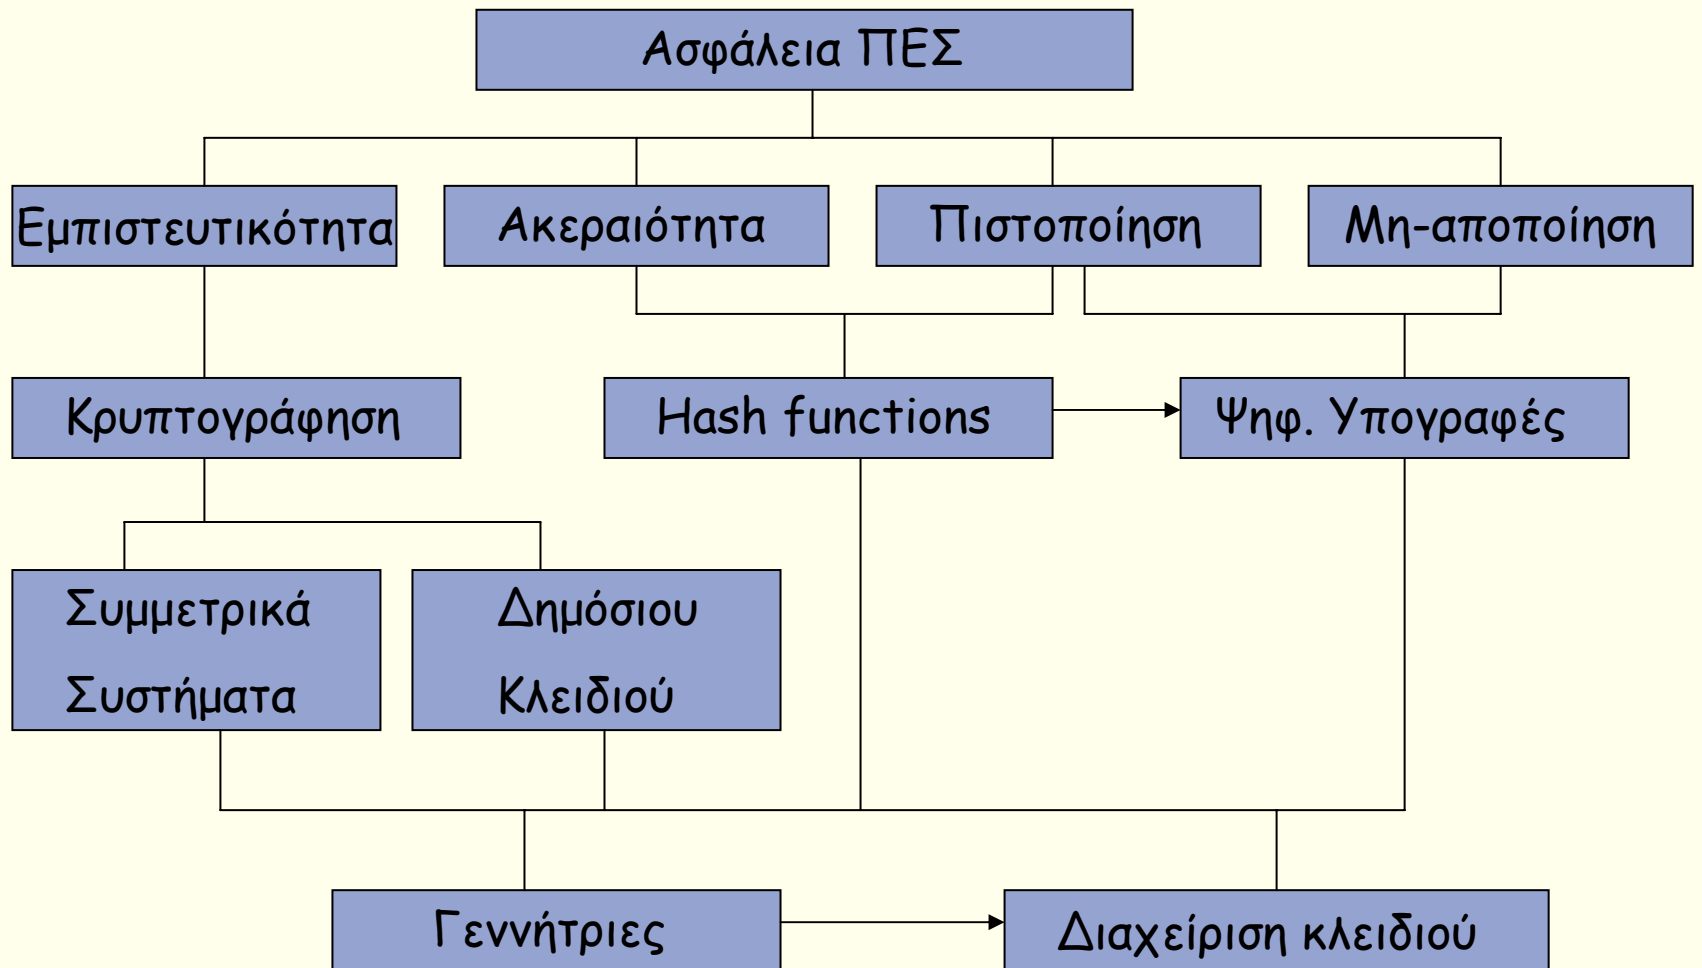 Ασφάλεια ΠΕΣ
Εμπιστευτικότητα
Ακεραιότητα
Πιστοποίηση
Μη-αποποίηση
Κρυπτογράφηση
Hash functions
Ψηφ. Υπογραφές
Συμμετρικά
Συστήματα
Δημόσιου
Κλειδιού
Γεννήτριες
Διαχείριση κλειδιού